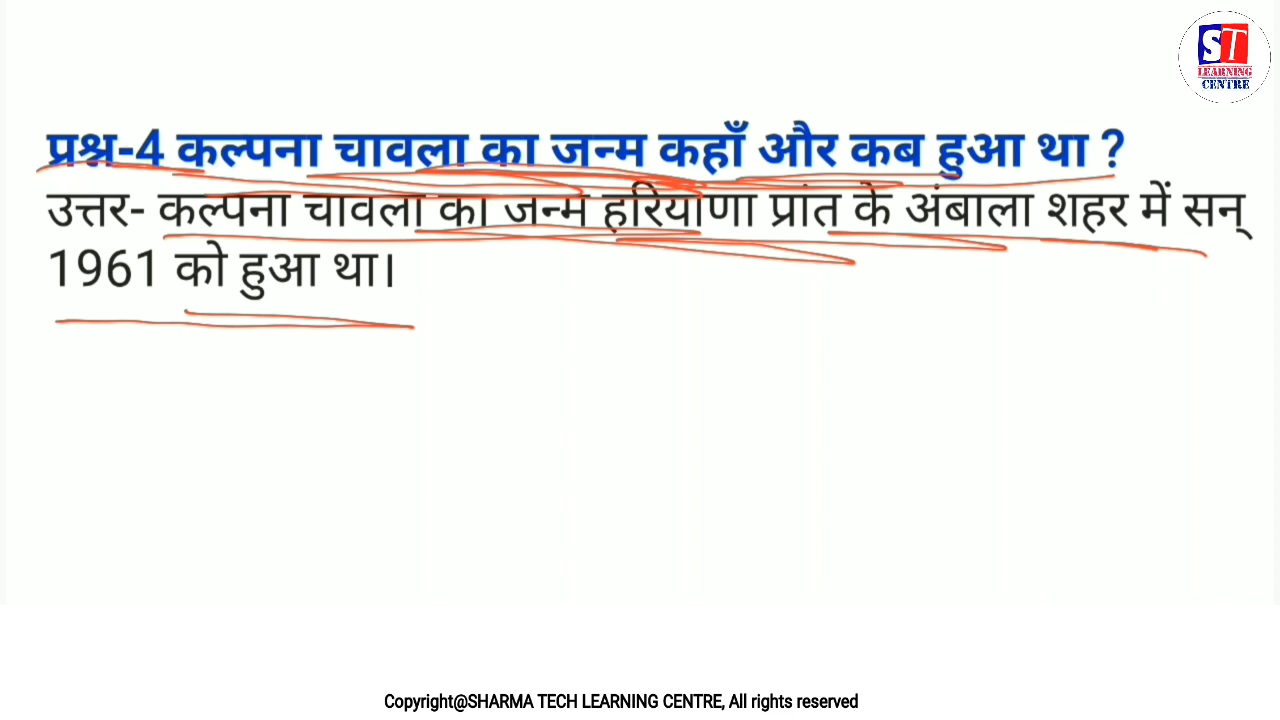 ST
LEARNING
CENTRE
प्रश्न-4 कल्पना चावला का जन्म कहाँ और कब हुआ था ?
उत्तर- कल्पना चावला का जन्म हरियाणा प्रांत के अंबाला शहर में सन्
1961 को हुआ था।
Copyright@SHARMA TECH LEARNING CENTRE, All rights reserved